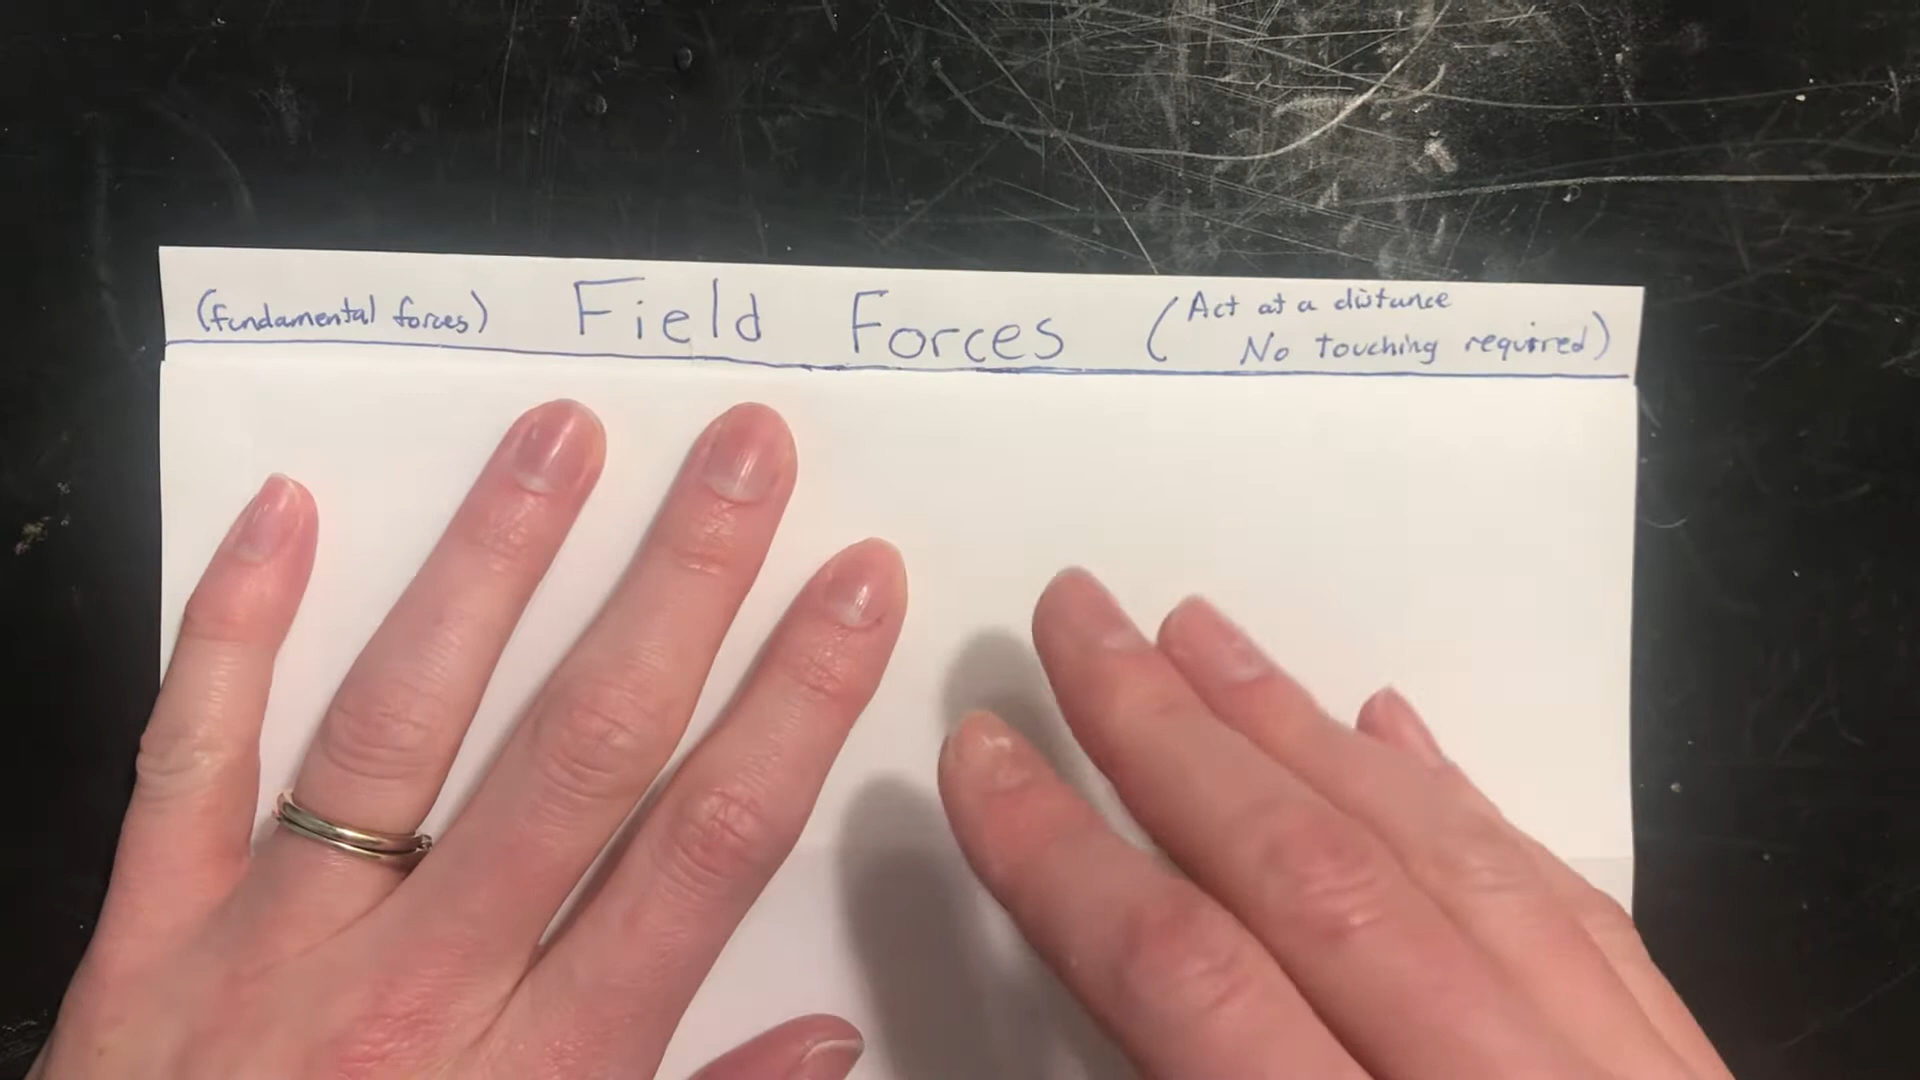 (fundamental forces) Field Forces (Act at a distance
No touching required)